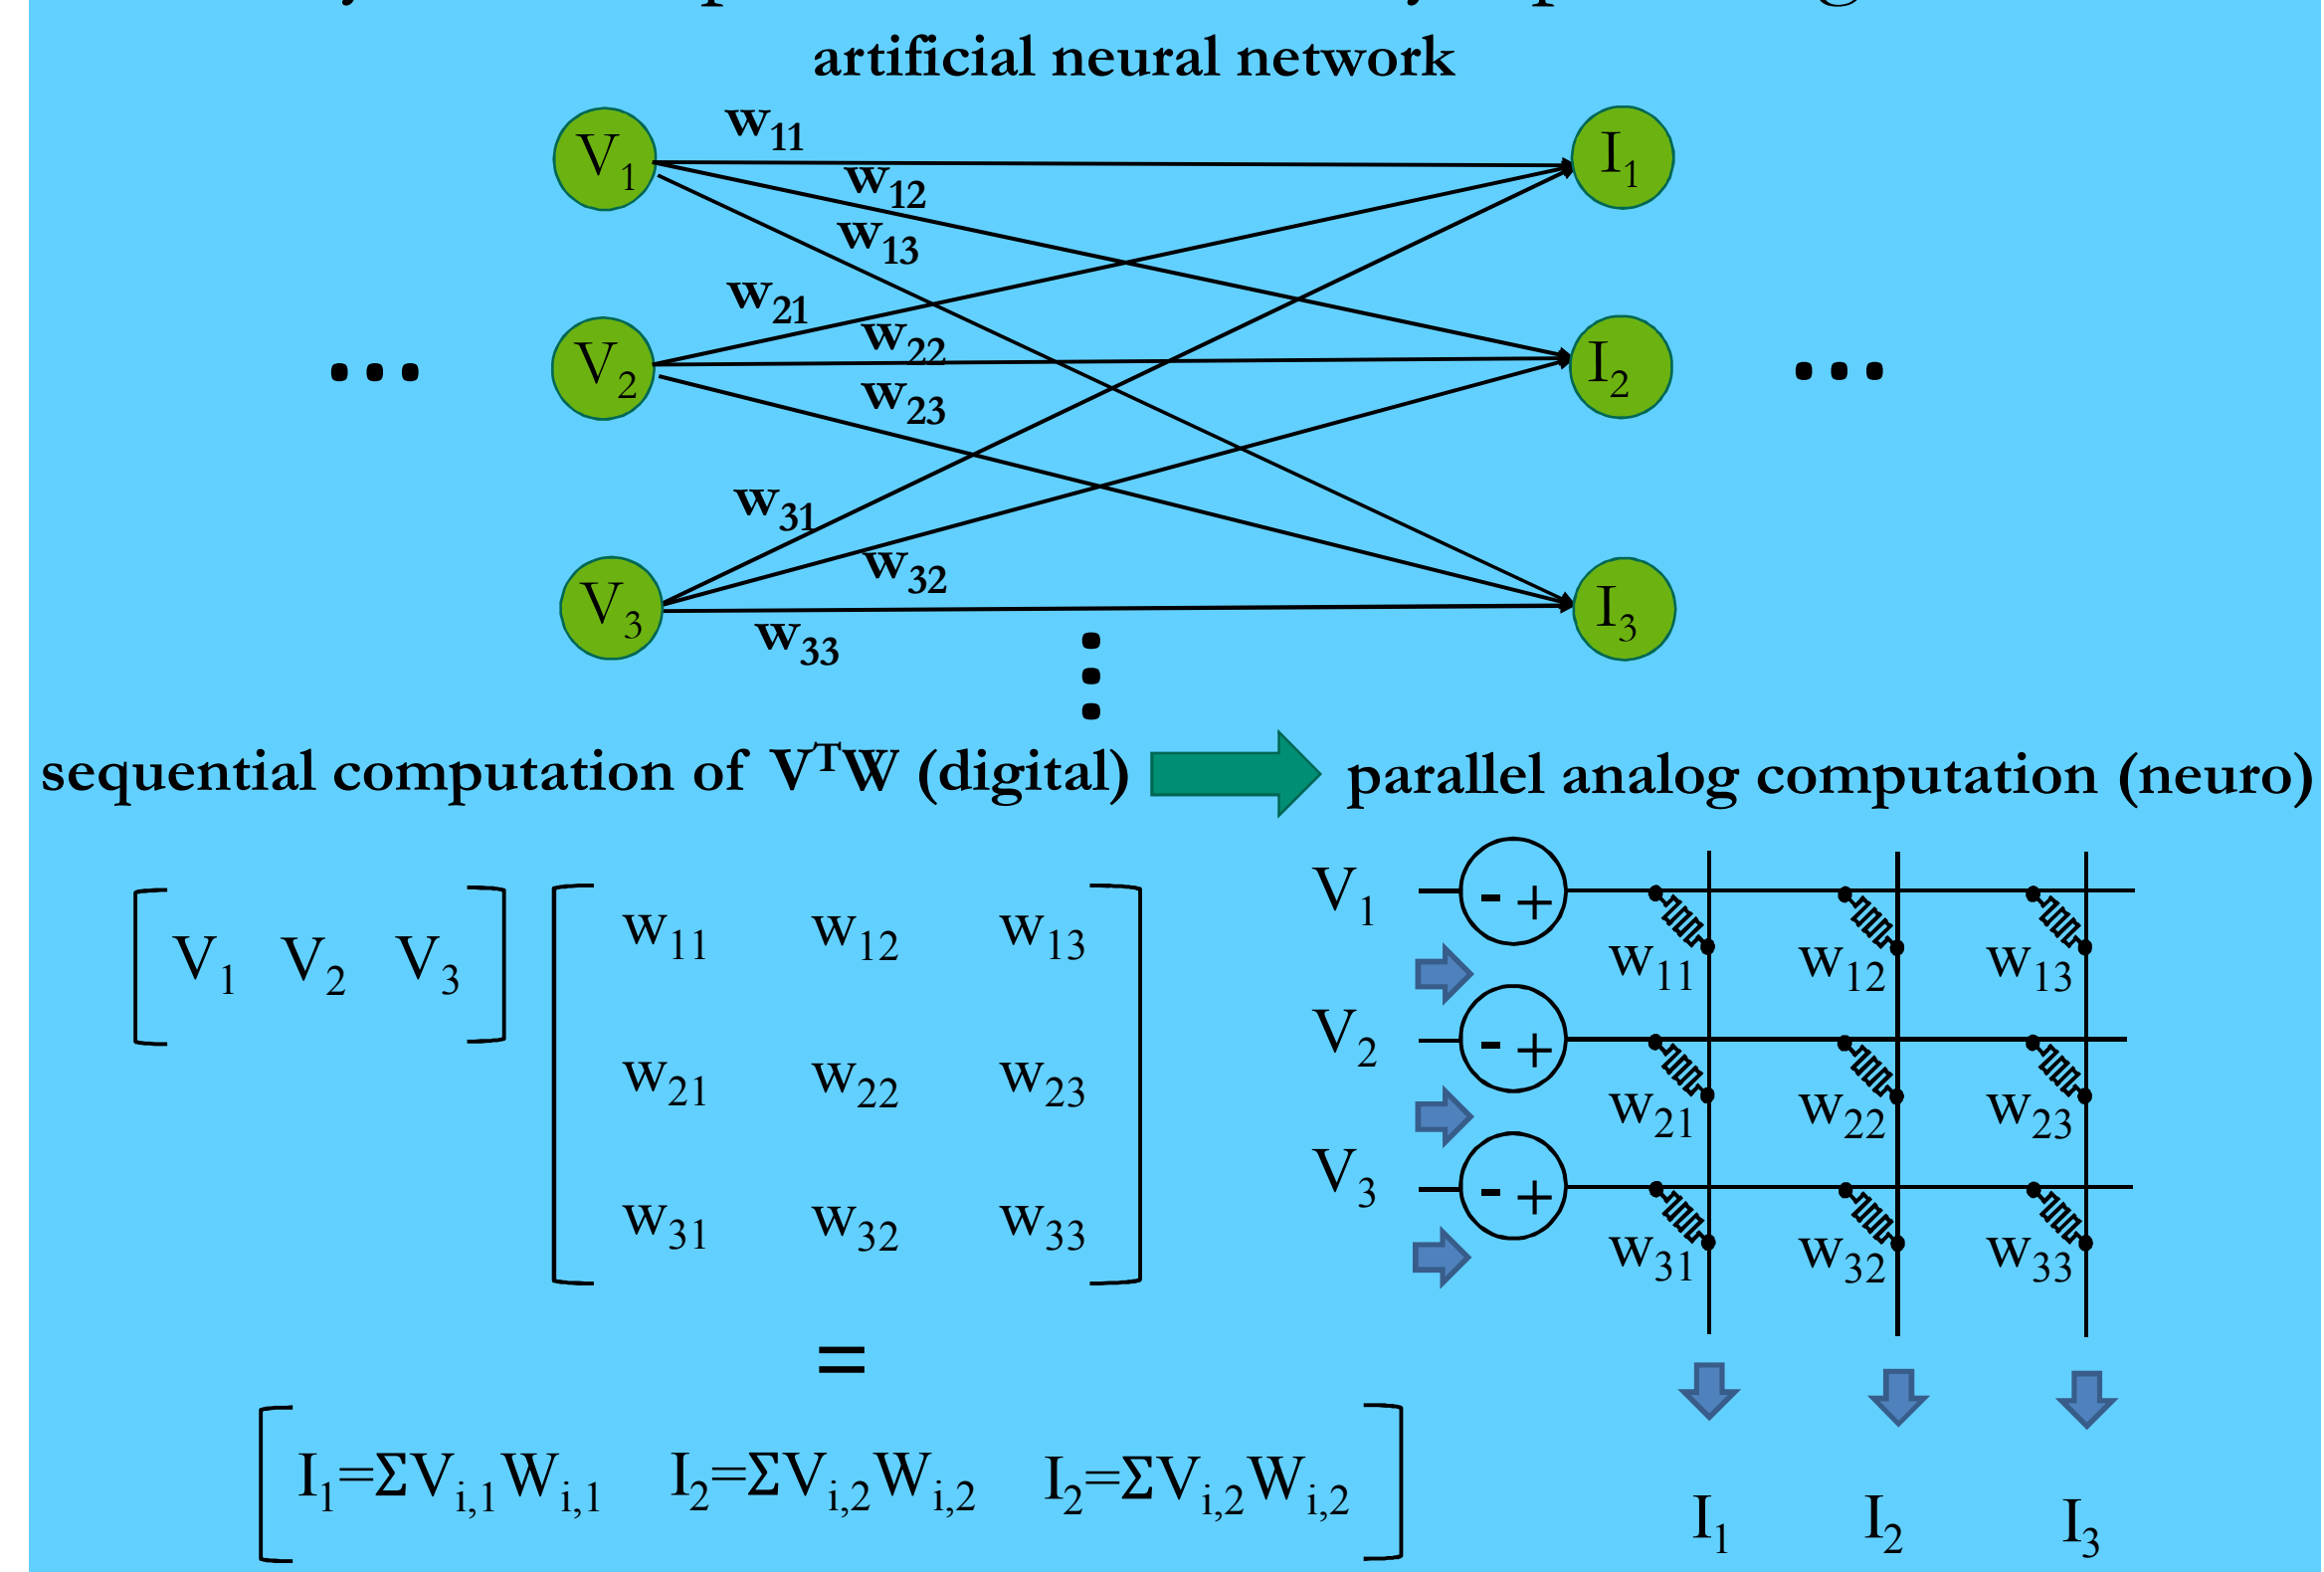 artificial neural network
V₁ w₁₁ I₁
w₁₂
w₁₃
w₂₁
... V₂ w₂₂ I₂ ...
w₂₃
w₃₁
V₃ w₃₂ I₃
w₃₃
sequential computation of VᵀW (digital) parallel analog computation (neuro)
V₁ V₂ V₃
w₁₁ w₁₂ w₁₃
w₂₁ w₂₂ w₂₃
w₃₁ w₃₂ w₃₃
=
I₁=ΣVᵢ,₁Wᵢ,₁ I₂=ΣVᵢ,₂Wᵢ,₂ I₂=ΣVᵢ,₂Wᵢ,₂
V₁ - +
w₁₁ w₁₂ w₁₃
V₂ - +
w₂₁ w₂₂ w₂₃
V₃ - +
w₃₁ w₃₂ w₃₃
I₁ I₂ I₃